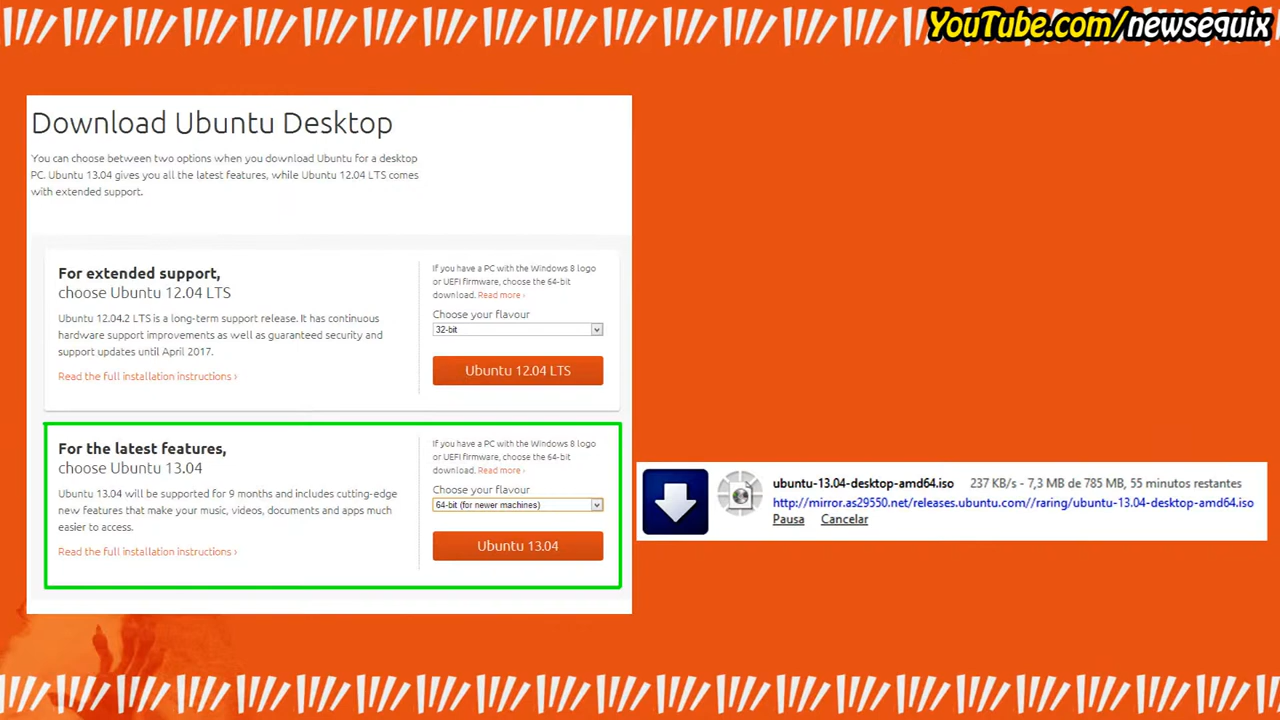 YouTube.com/newsequix
Download Ubuntu Desktop
You can choose between two options when you download Ubuntu for a desktop
PC. Ubuntu 13.04 gives you all the latest features, while Ubuntu 12.04 LTS comes
with extended support.
For extended support,
choose Ubuntu 12.04 LTS
Ubuntu 12.04.2 LTS is a long-term support release. It has continuous
hardware support improvements as well as guaranteed security and
support updates until April 2017.
Read the full installation instructions ›
If you have a PC with the Windows 8 logo
or UEFI firmware, choose the 64-bit
download. Read more ›
Choose your flavour
32-bit
Ubuntu 12.04 LTS
For the latest features,
choose Ubuntu 13.04
Ubuntu 13.04 will be supported for 9 months and includes cutting-edge
new features that make your music, videos, documents and apps much
easier to access.
Read the full installation instructions ›
If you have a PC with the Windows 8 logo
or UEFI firmware, choose the 64-bit
download. Read more ›
Choose your flavour
64-bit (for newer machines)
Ubuntu 13.04
ubuntu-13.04-desktop-amd64.iso 237 KB/s - 7,3 MB de 785 MB, 55 minutos restantes
http://mirror.as29550.net/releases.ubuntu.com//raring/ubuntu-13.04-desktop-amd64.iso
Pausa Cancelar